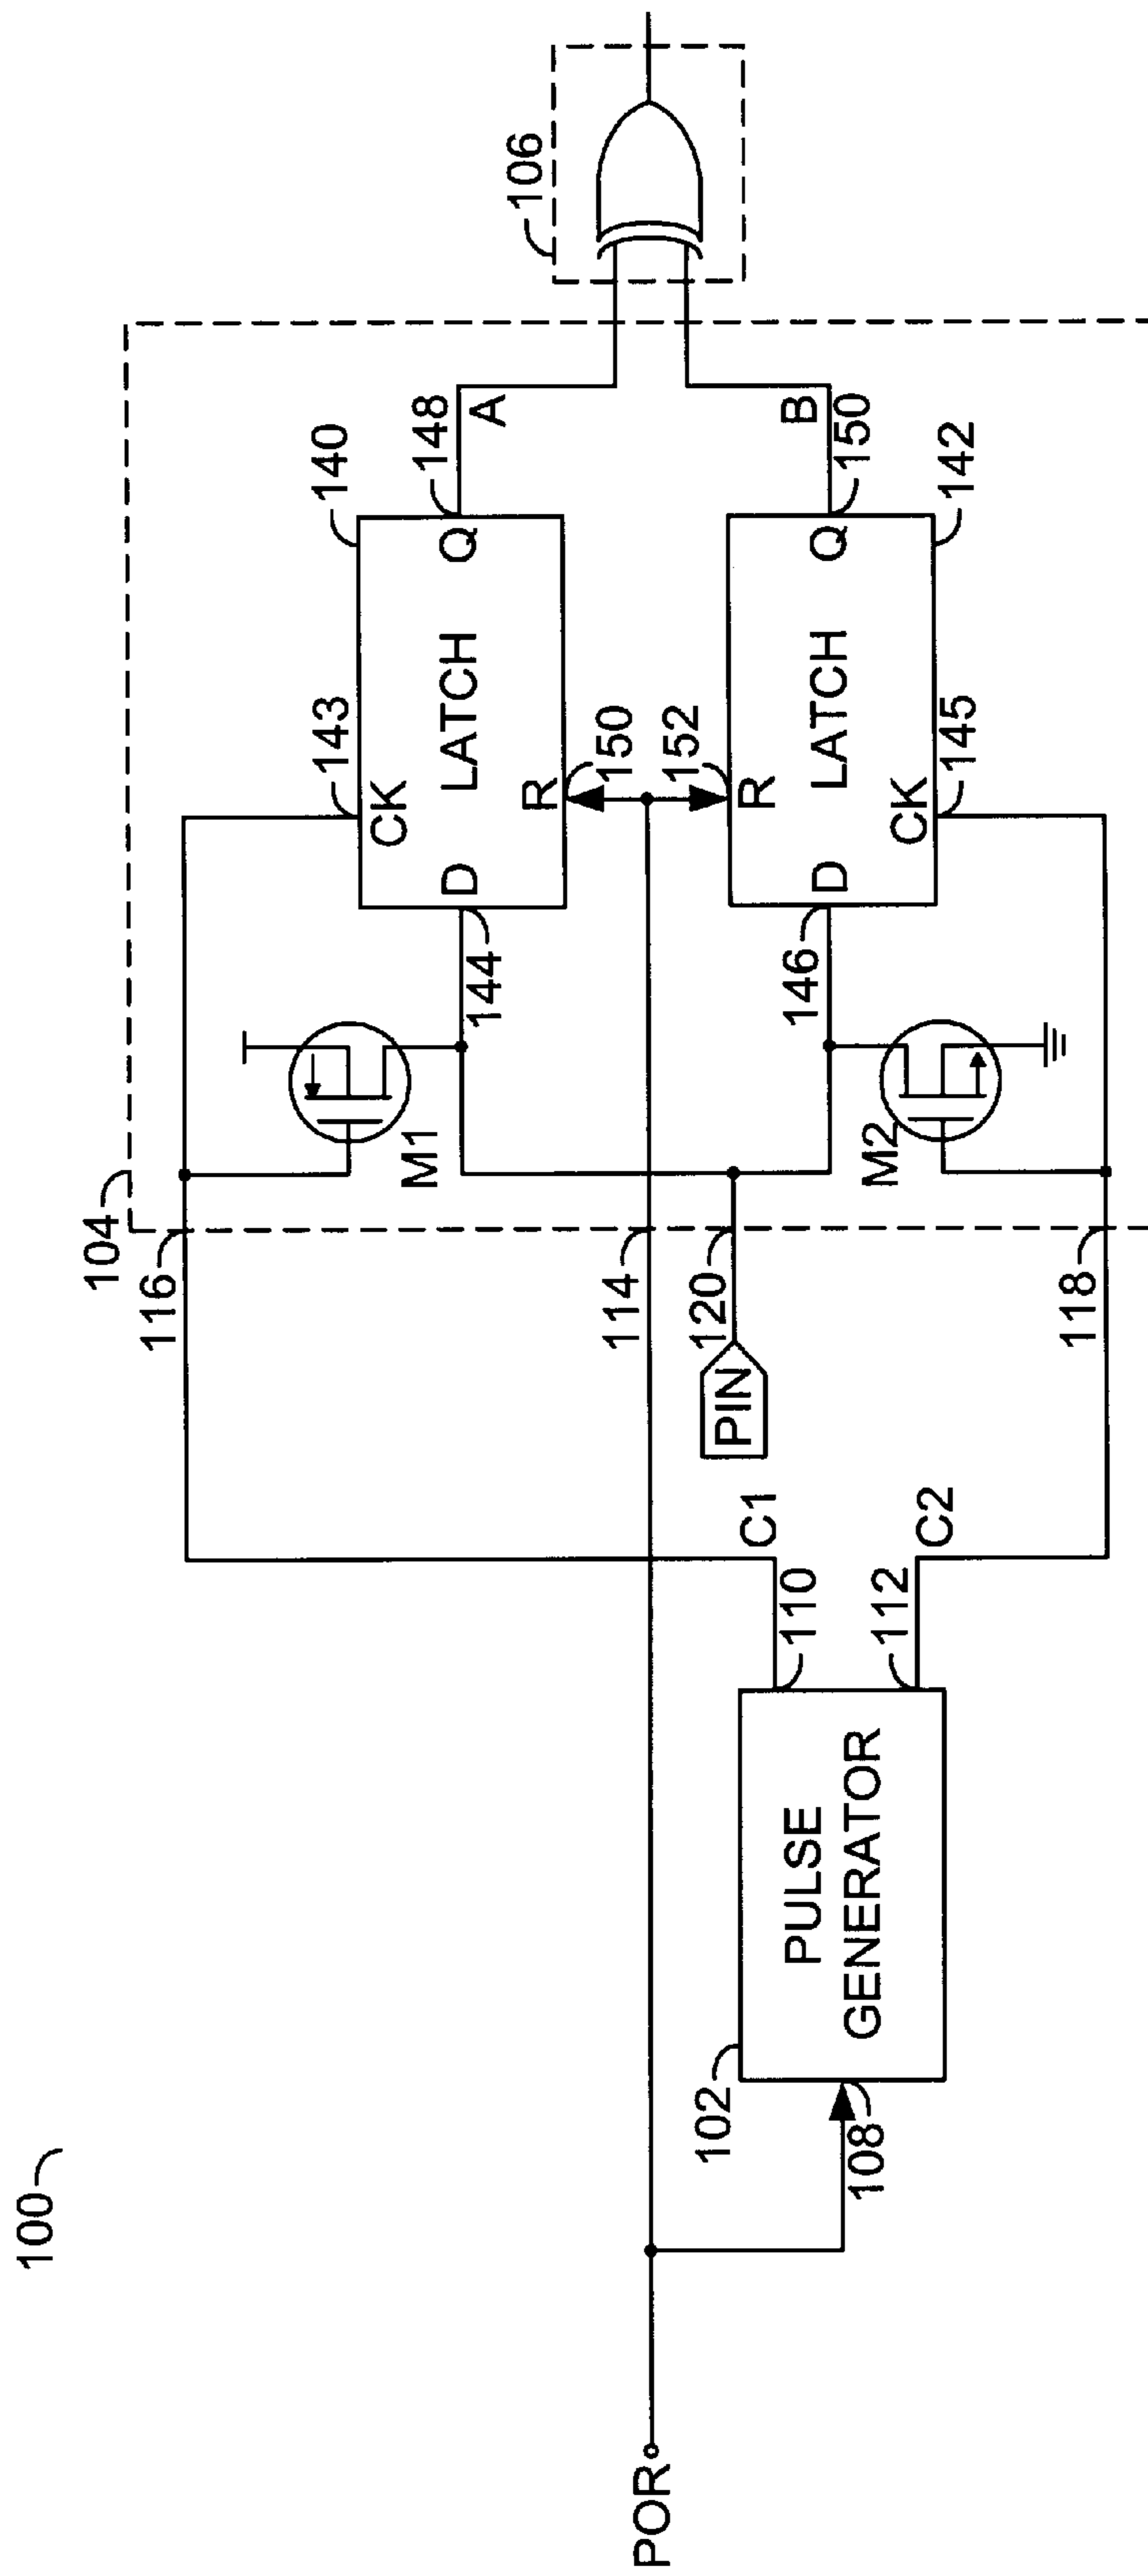 100
POR
102
108
PULSE
GENERATOR
110
C1
112
C2
116
104
114
PIN
120
118
M1
144
143
140
CK
D
LATCH
Q
R
148
A
150
152
M2
146
R
D
LATCH
Q
CK
145
142
B
150
106